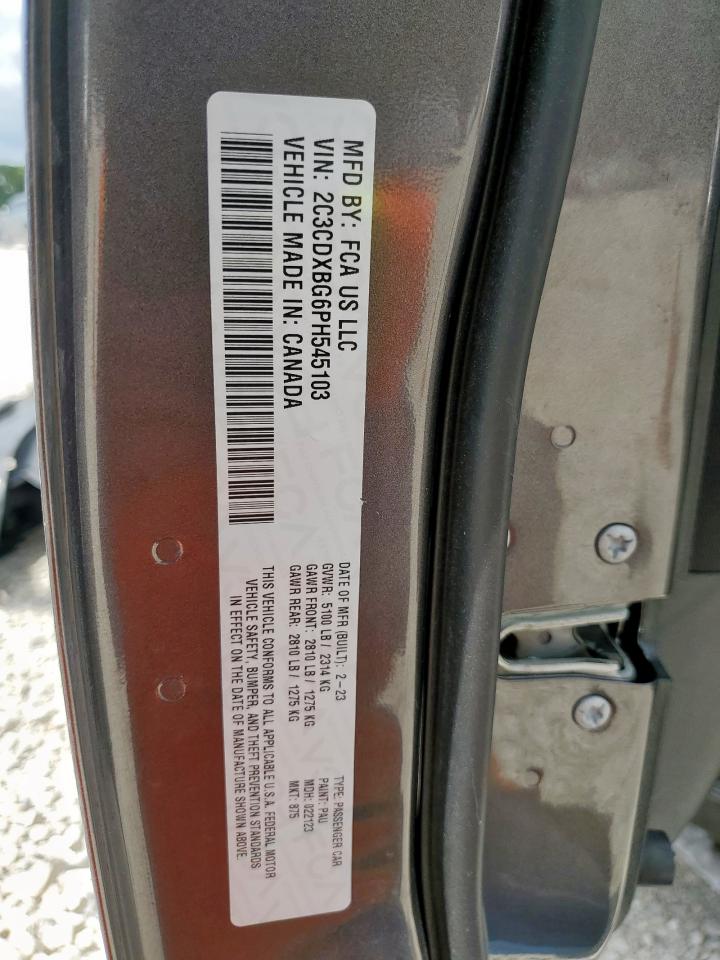 MFD BY: FCA US LLC
VIN: 2C3CDXBG6PH545103
VEHICLE MADE IN: CANADA
DATE OF MFR (BUILT): 2-23
GVWR: 5100 LB / 2314 KG
GAWR FRONT: 2810 LB / 1275 KG
GAWR REAR: 2810 LB / 1275 KG
TYPE: PASSENGER CAR
PAINT: PAU
MDH: 022123
MKT: 875
THIS VEHICLE CONFORMS TO ALL APPLICABLE U.S.A. FEDERAL MOTOR
VEHICLE SAFETY, BUMPER, AND THEFT PREVENTION STANDARDS
IN EFFECT ON THE DATE OF MANUFACTURE SHOWN ABOVE.